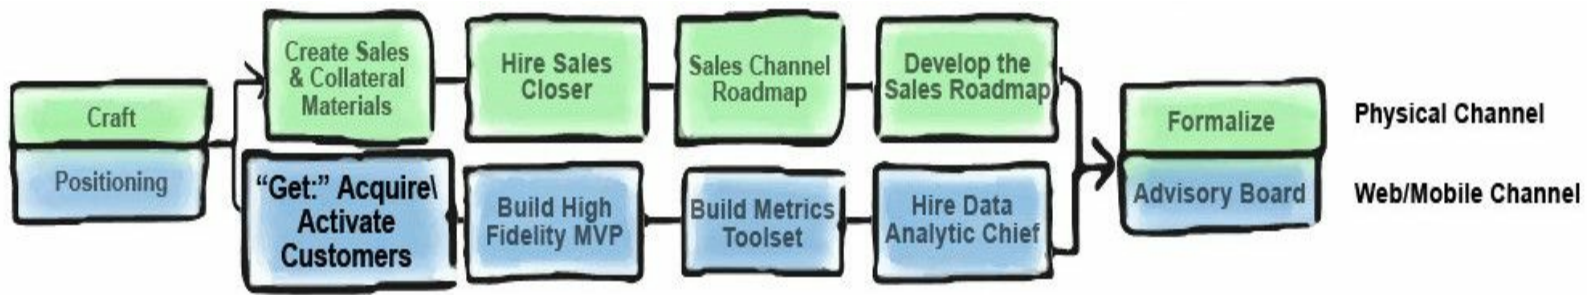 Craft
Positioning
Create Sales
& Collateral
Materials
Hire Sales
Closer
Sales Channel
Roadmap
Develop the
Sales Roadmap
“Get:” Acquire\
Activate
Customers
Build High
Fidelity MVP
Build Metrics
Toolset
Hire Data
Analytic Chief
Formalize
Advisory Board
Physical Channel
Web/Mobile Channel